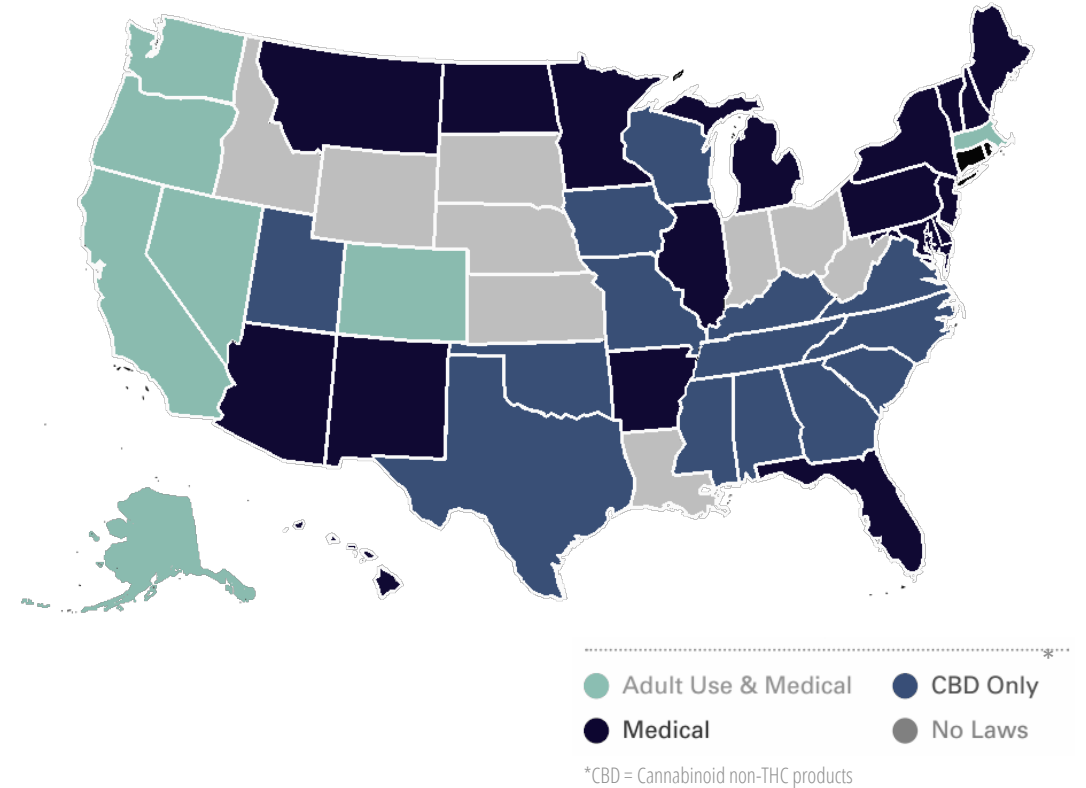 *
Adult Use & Medical
CBD Only
Medical
No Laws
*CBD = Cannabinoid non-THC products